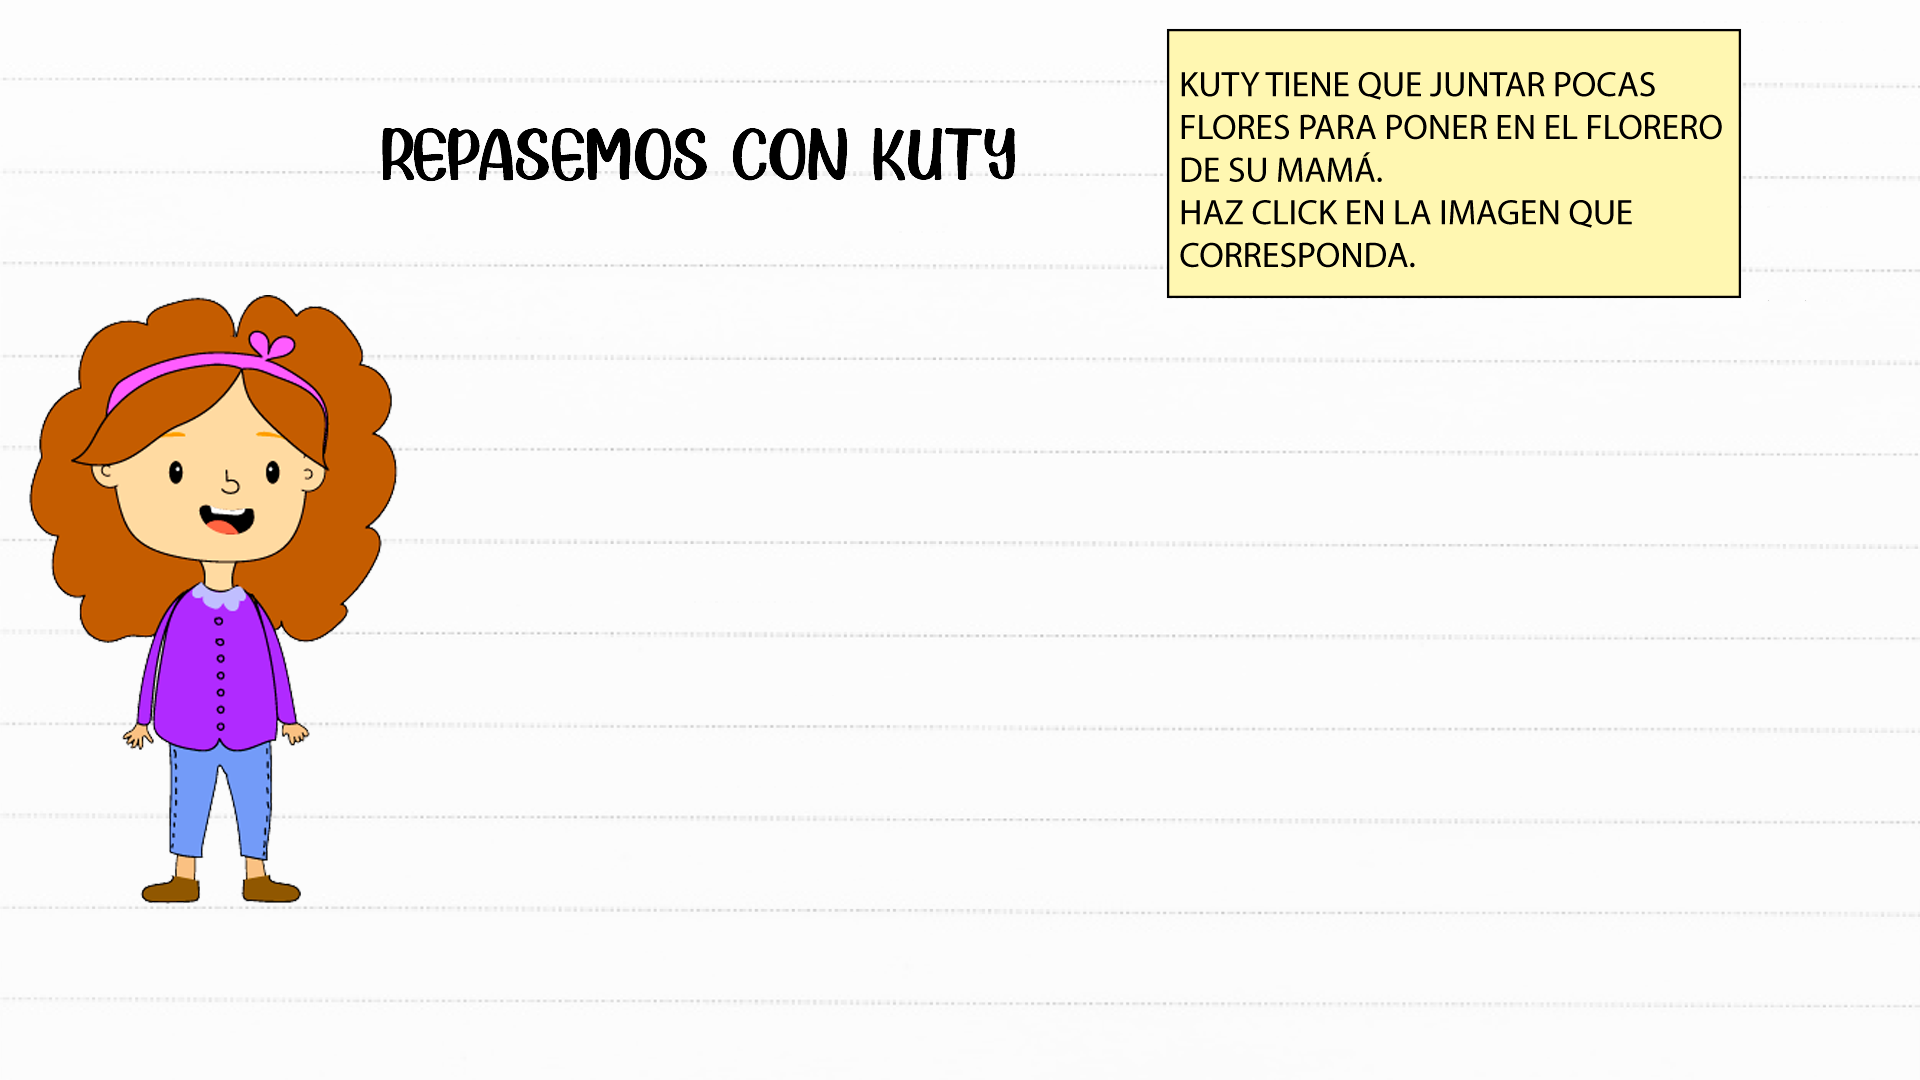 REPASEMOS CON KUTY
KUTY TIENE QUE JUNTAR POCAS
FLORES PARA PONER EN EL FLORERO
DE SU MAMÁ.
HAZ CLICK EN LA IMAGEN QUE
CORRESPONDA.